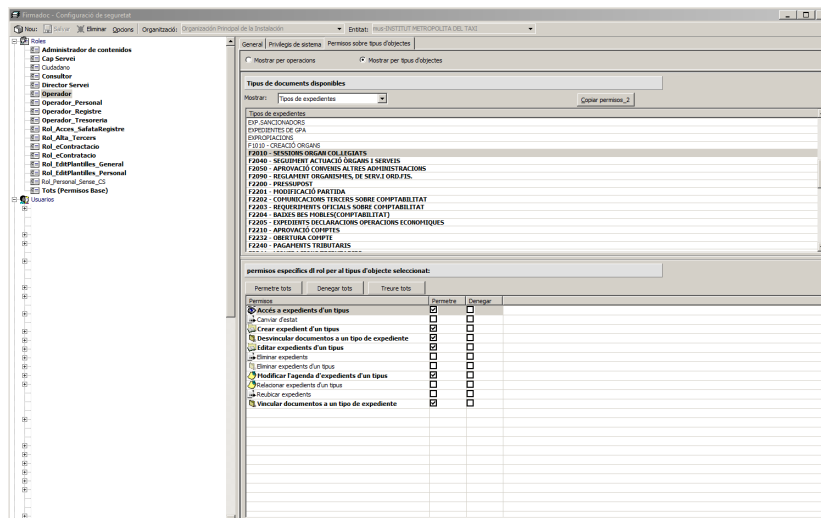 Firmadoc - Configuració de seguretat
Nou: Salvar Eliminar Opcions Organització: Organización Principal de la Instalación Entitat: Hus-INSTITUT METROPOLITA DEL TAXI
Roles
Administrador de contenidos
Cap Servei
Ciudadano
Consultor
Director Servei
Operador
Operador_Personal
Operador_Registre
Operador_Tresoreria
Rol_Acces_SafataRegistre
Rol_Alta_Tercers
Rol_eContractacio
Rol_eContratacio
Rol_EditPlantilles_General
Rol_EditPlantilles_Personal
Rol_Personal_Sense_CS
Tots (Permisos Base)
Usuarios
General Privilegis de sistema Permisos sobre tipus d'objectes
Mostrar per operacions Mostrar per tipus d'objectes
Tipus de documents disponibles
Mostrar: Tipos de expedientes Copiar permisos_2
Tipos de expedientes
EXP.SANCIONADORS
EXPEDIENTES DE GPA
EXPROPIACIONS
F1010 - CREACIÓ ORGANS
F2010 - SESSIONS ORGAN COL.LEGIATS
F2040 - SEGUIMENT ACTUACIÓ ÒRGANS I SERVEIS
F2050 - APROVACIÓ CONVENIS ALTRES ADMINISTRACIONS
F2090 - REGLAMENT ORGANISMES, DE SERV.I ORD.FIS.
F2200 - PRESSUPOST
F2201 - MODIFICACIÓ PARTIDA
F2202 - COMUNICACIONS TERCERS SOBRE COMPTABILITAT
F2203 - REQUERIMENTS OFICIALS SOBRE COMPTABILITAT
F2204 - BAIXES BES MOBLES(COMPTABILITAT)
F2205 - EXPEDIENTS DECLARACIONS OPERACIONS ECONOMIQUES
F2210 - APROVACIÓ COMPTES
F2232 - OBERTURA COMPTE
F2240 - PAGAMENTS TRIBUTARIS
permisos específics dl rol per al tipus d'objecte seleccionat:
Permetre tots Denegar tots Treure tots
Permisos Permetre Denegar
Accés a expedients d'un tipus
Canviar d'estat
Crear expedient d'un tipus
Desvincular documentos a un tipo de expediente
Editar expedients d'un tipus
Eliminar expedients
Eliminar expedients d'un tipus
Modificar l'agenda d'expedients d'un tipus
Relacionar expedients d'un tipus
Reubicar expedients
Vincular documentos a un tipo de expediente